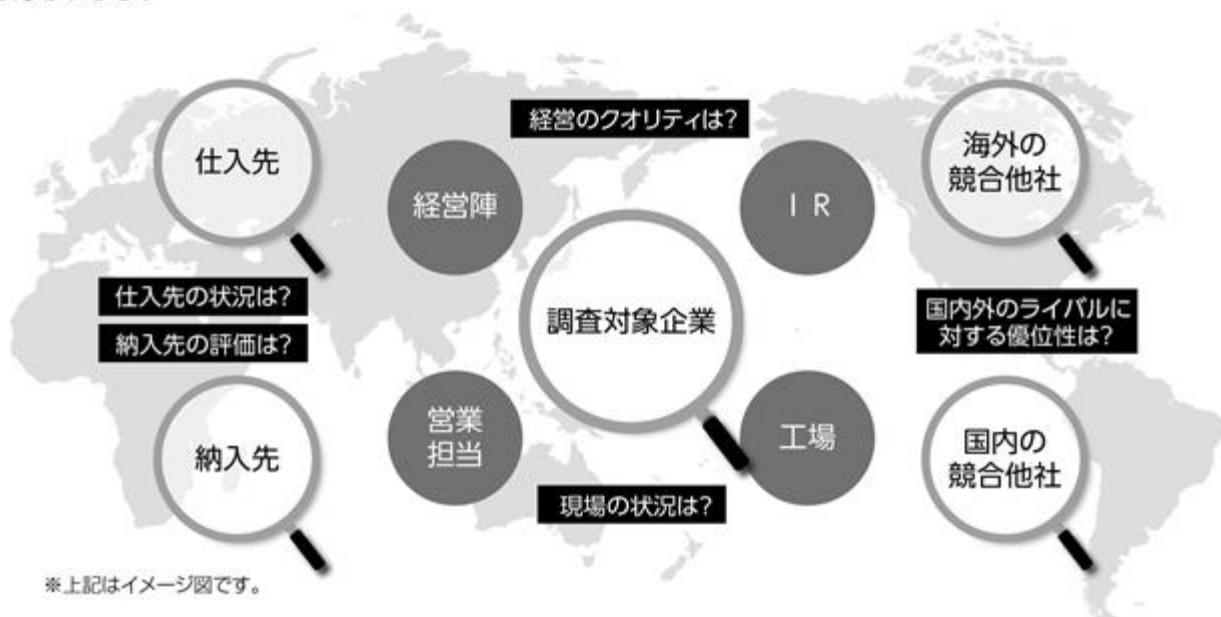 経営のクオリティは?
仕入先
経営陣
ＩＲ
海外の
競合他社
仕入先の状況は?
納入先の評価は?
調査対象企業
国内外のライバルに
対する優位性は?
納入先
営業
担当
工場
国内の
競合他社
現場の状況は?
※上記はイメージ図です。